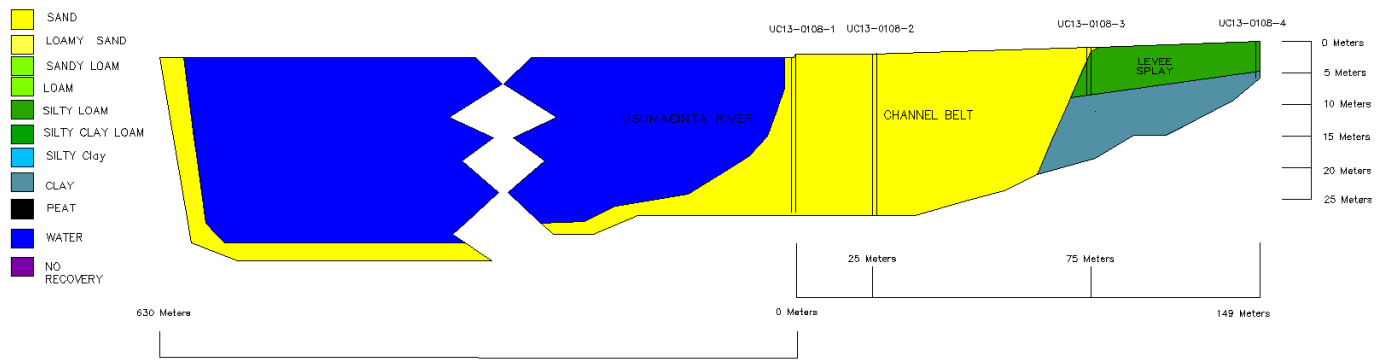 SAND
LOAMY SAND
SANDY LOAM
LOAM
SILTY LOAM
SILTY CLAY LOAM
SILTY Clay
CLAY
PEAT
WATER
NO
RECOVERY
UC13-0108-1
UC13-0108-2
UC13-0108-3
UC13-0108-4
USUMACINTA RIVER
CHANNEL BELT
LEVEE
SPLAY
0 Meters
5 Meters
10 Meters
15 Meters
20 Meters
25 Meters
25 Meters
75 Meters
630 Meters
0 Meters
149 Meters